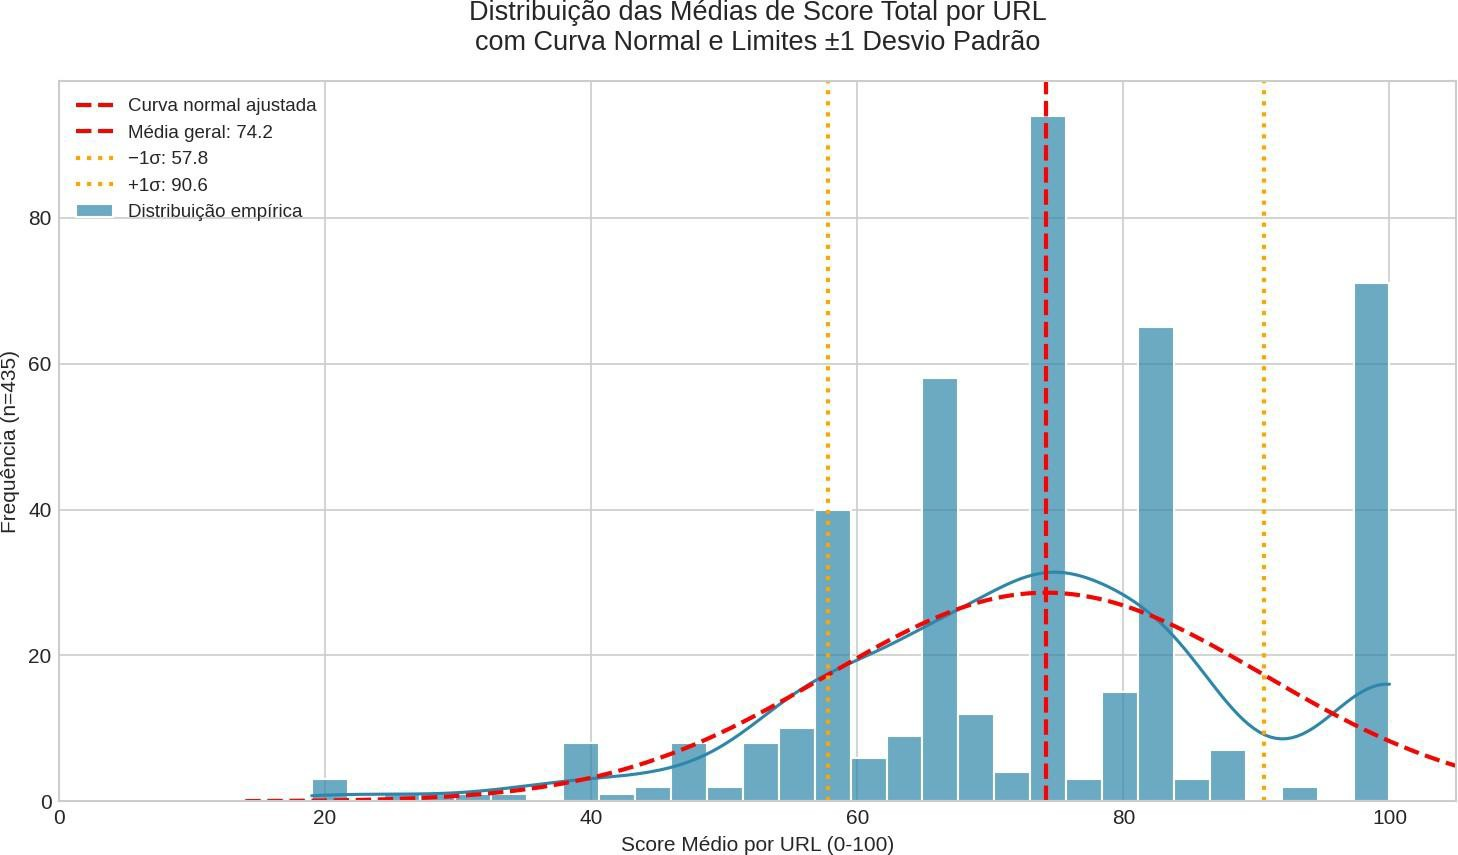 Distribuição das Médias de Score Total por URL
com Curva Normal e Limites ±1 Desvio Padrão
Curva normal ajustada
Média geral: 74.2
−1σ: 57.8
+1σ: 90.6
Distribuição empírica
Frequência (n=435)
80
60
40
20
0
0 20 40 60 80 100
Score Médio por URL (0-100)